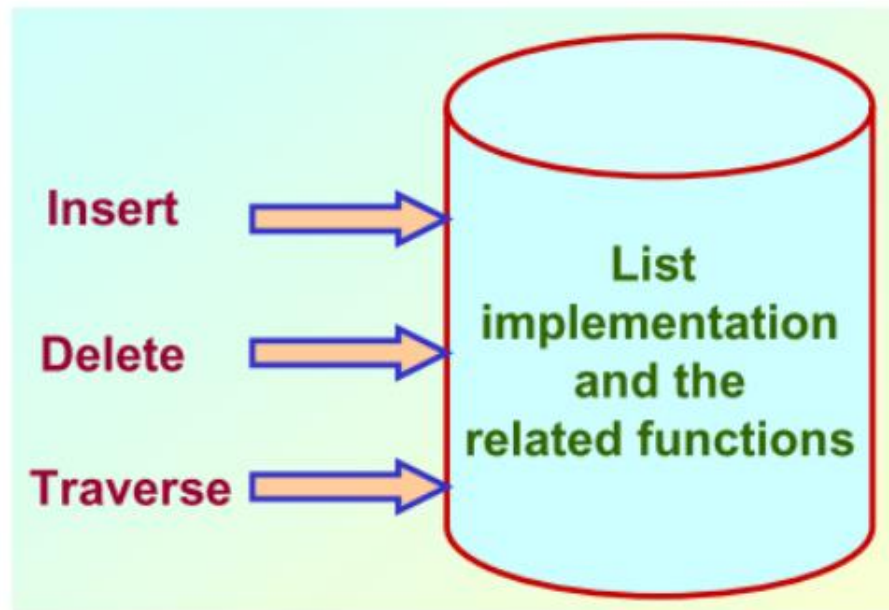 Insert
Delete
Traverse
List
implementation
and the
related functions